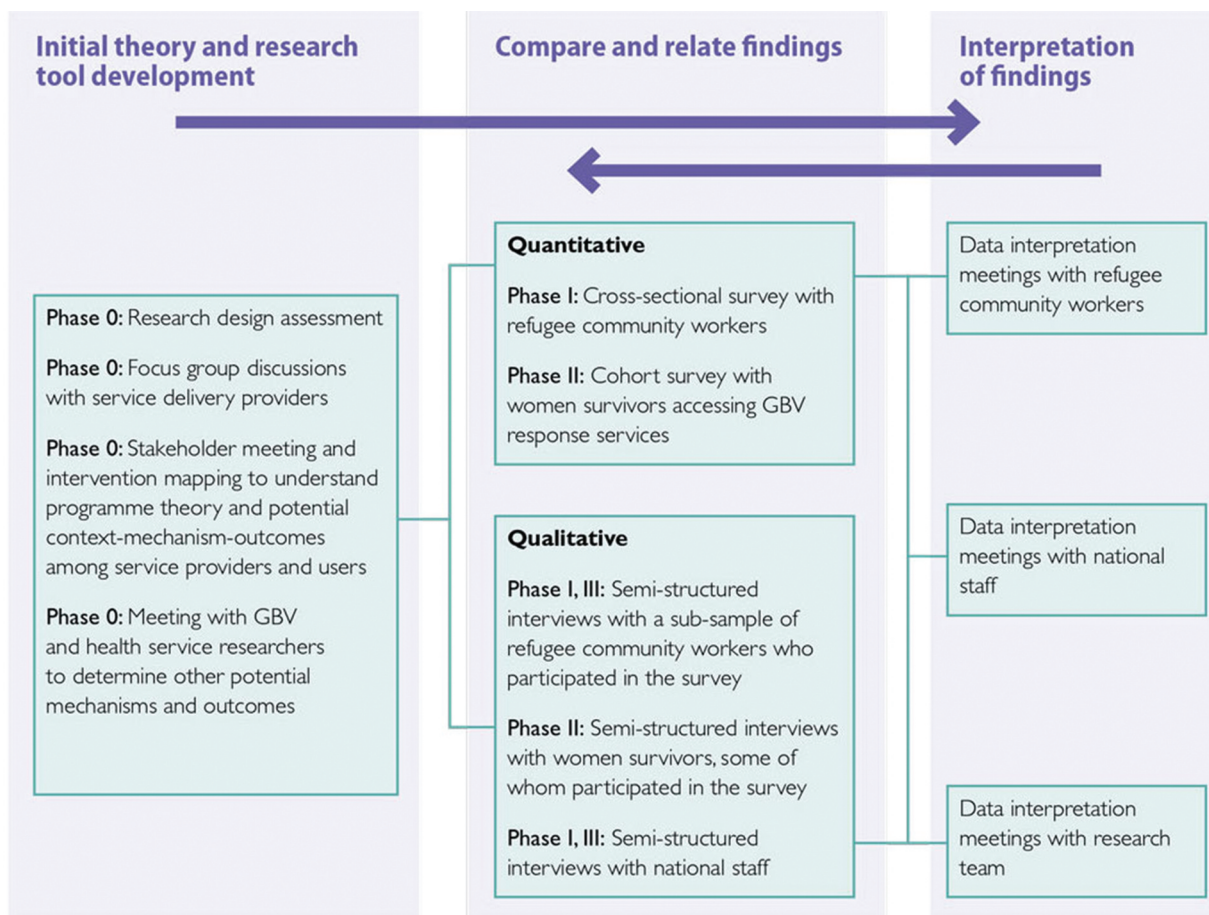 Initial theory and research
tool development
Compare and relate findings
Interpretation
of findings
Phase 0: Research design assessment
Phase 0: Focus group discussions
with service delivery providers
Phase 0: Stakeholder meeting and
intervention mapping to understand
programme theory and potential
context-mechanism-outcomes
among service providers and users
Phase 0: Meeting with GBV
and health service researchers
to determine other potential
mechanisms and outcomes
Quantitative
Phase I: Cross-sectional survey with
refugee community workers
Phase II: Cohort survey with
women survivors accessing GBV
response services
Qualitative
Phase I, III: Semi-structured
interviews with a sub-sample of
refugee community workers who
participated in the survey
Phase II: Semi-structured interviews
with women survivors, some of
whom participated in the survey
Phase I, III: Semi-structured
interviews with national staff
Data interpretation
meetings with refugee
community workers
Data interpretation
meetings with national
staff
Data interpretation
meetings with research
team